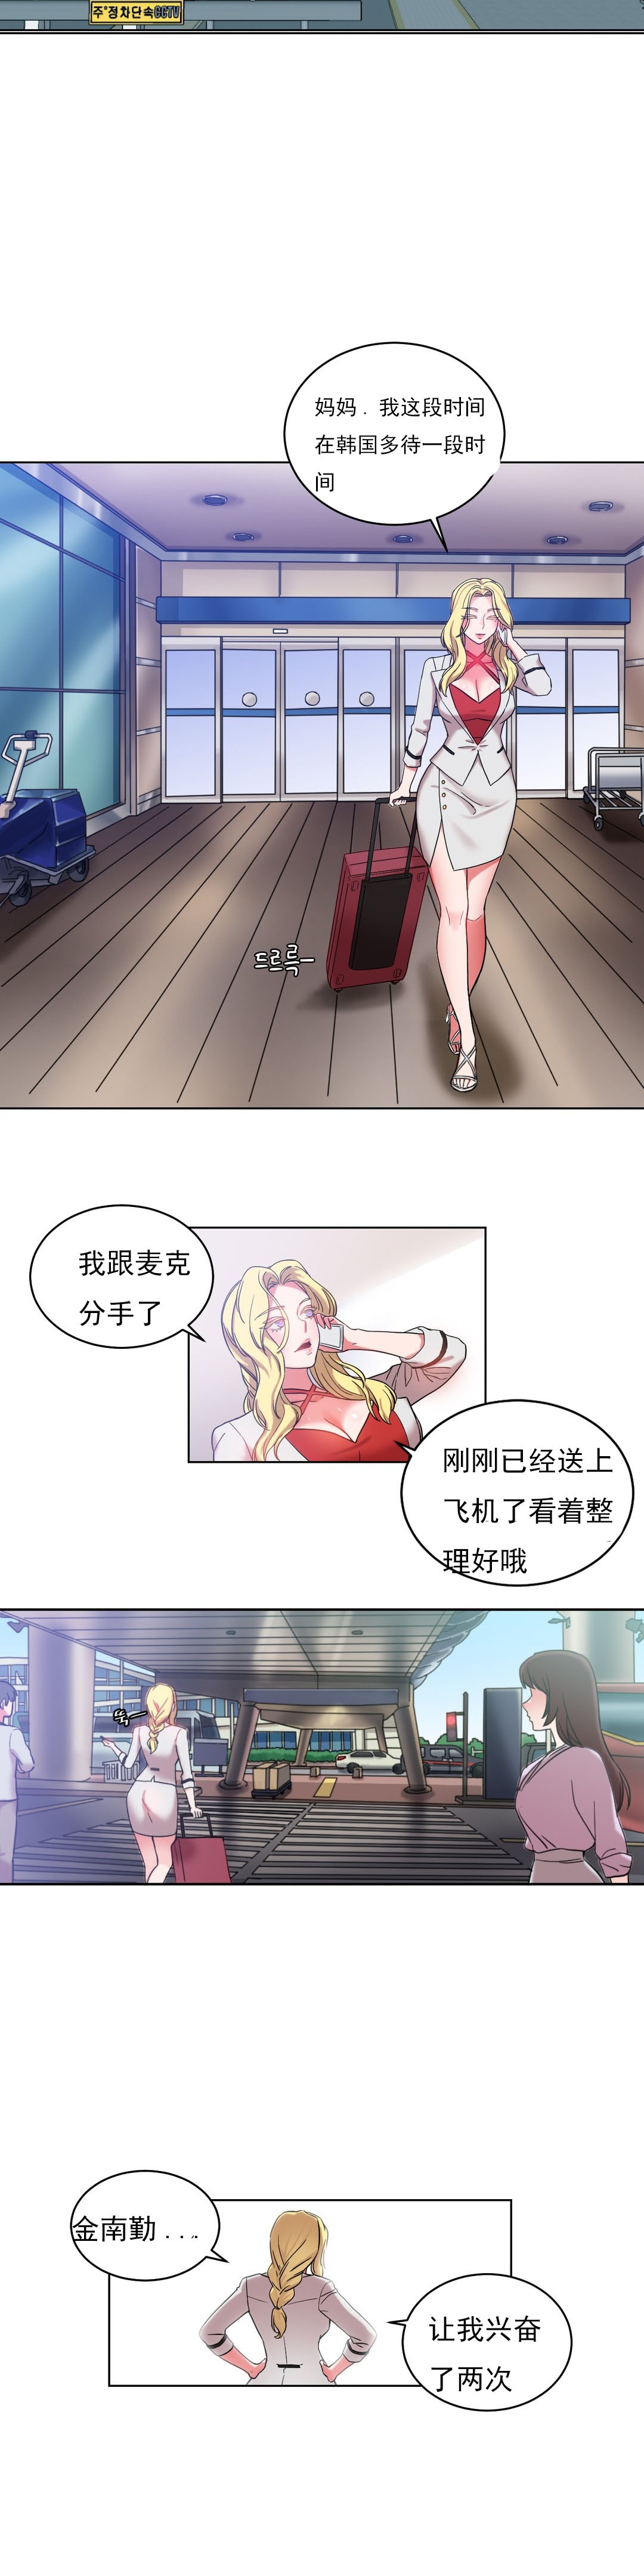 주°정차단속CCTV
妈妈．我这段时间
在韩国多待一段时
间
드르륵—
我跟麦克
分手了
刚刚已经送上
飞机了看着整
理好哦
뚝—
金南勤....
让我兴奋
了两次